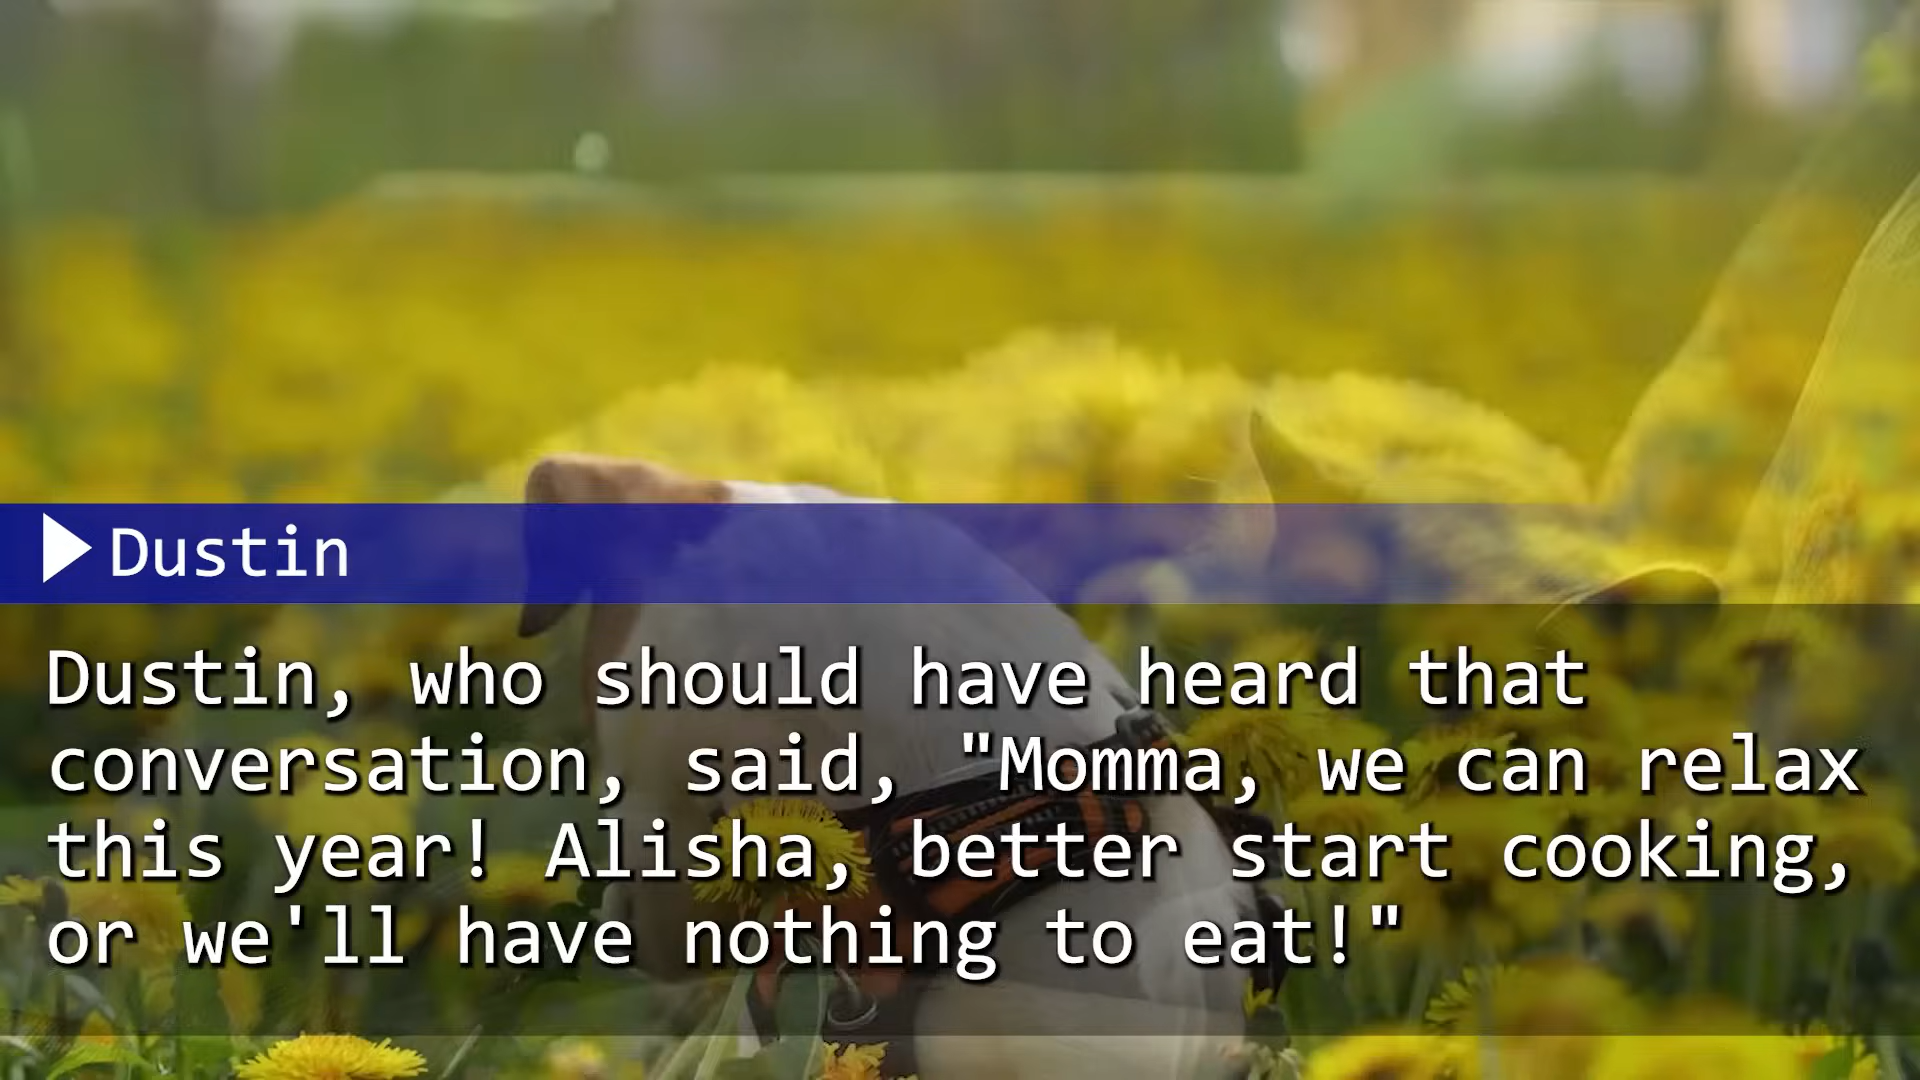 Dustin
Dustin, who should have heard that
conversation, said, "Momma, we can relax
this year! Alisha, better start cooking,
or we'll have nothing to eat!"